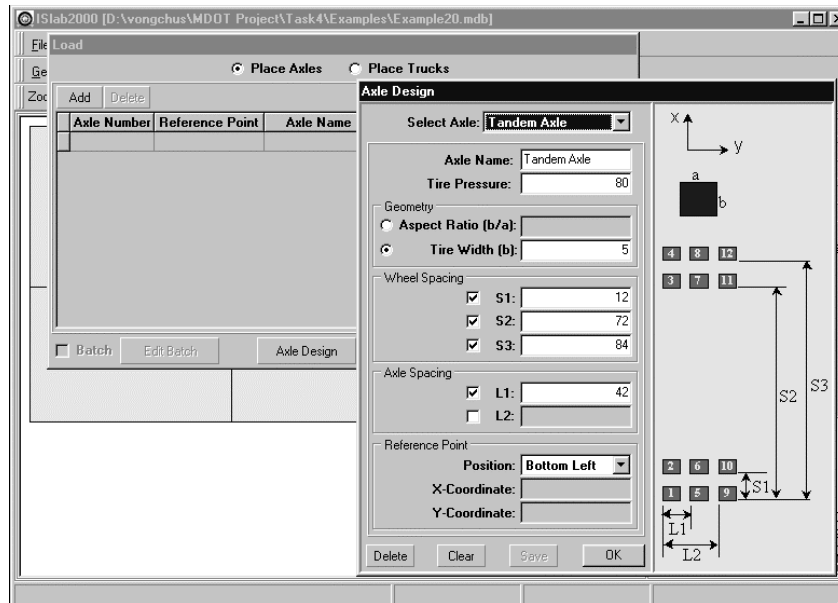 ISlab2000 [D:\vongchus\MDOT Project\Task4\Examples\Example20.mdb]
File
Load
Ge
Place Axles Place Trucks
Zoo
Add Delete
Axle Number Reference Point Axle Name
Batch Edit Batch Axle Design
Axle Design
Select Axle: Tandem Axle
Axle Name: Tandem Axle
Tire Pressure: 80
Geometry
Aspect Ratio (b/a):
Tire Width (b): 5
Wheel Spacing
S1: 12
S2: 72
S3: 84
Axle Spacing
L1: 42
L2:
Reference Point
Position: Bottom Left
X-Coordinate:
Y-Coordinate:
Delete Clear Save OK
x
y
a
b
4 8 12
3 7 11
S2 S3
2 6 10
S1
1 5 9
L1
L2